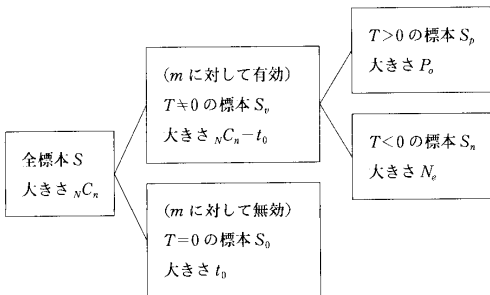 全標本 S
大きさ NCn
(m に対して有効)
T≠0 の標本 Sv
大きさ NCn−t0
(m に対して無効)
T=0 の標本 S0
大きさ t0
T>0 の標本 Sp
大きさ Po
T<0 の標本 Sn
大きさ Ne